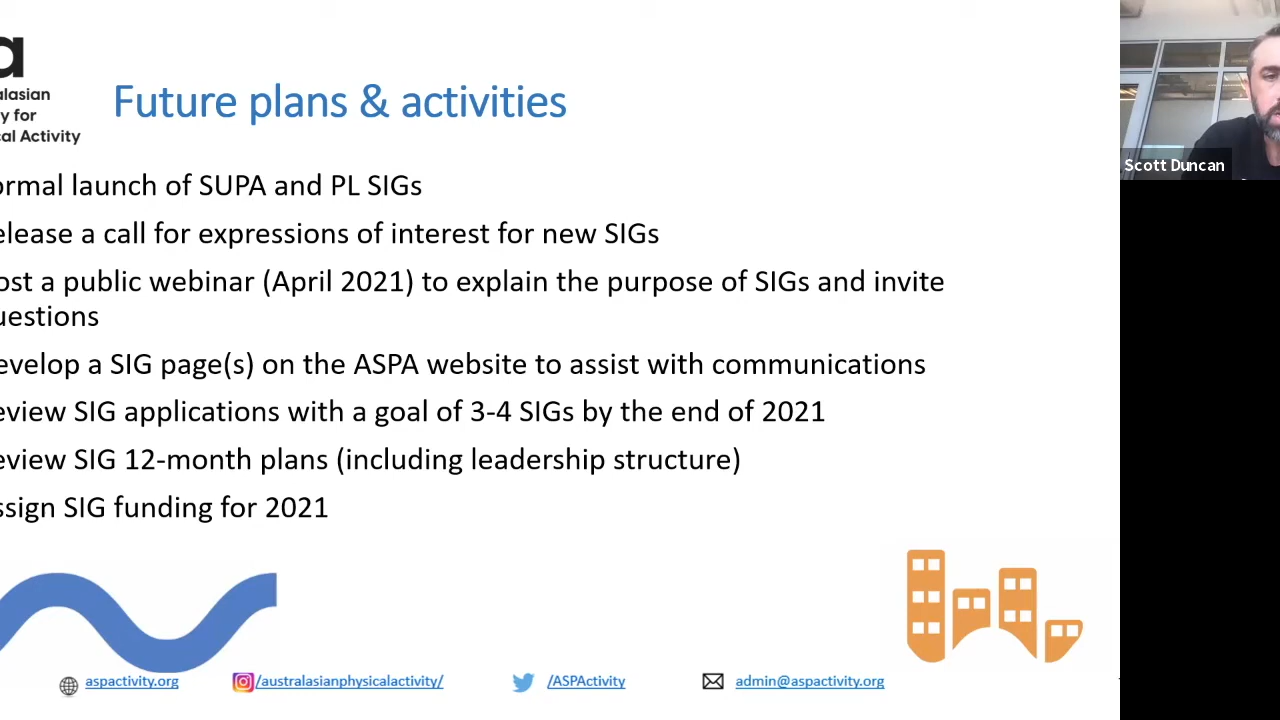 a
alasian
y for
cal Activity
Future plans & activities
ormal launch of SUPA and PL SIGs
elease a call for expressions of interest for new SIGs
ost a public webinar (April 2021) to explain the purpose of SIGs and invite
uestions
evelop a SIG page(s) on the ASPA website to assist with communications
eview SIG applications with a goal of 3-4 SIGs by the end of 2021
eview SIG 12-month plans (including leadership structure)
ssign SIG funding for 2021
Scott Duncan
aspactivity.org
/australasianphysicalactivity/
/ASPActivity
admin@aspactivity.org